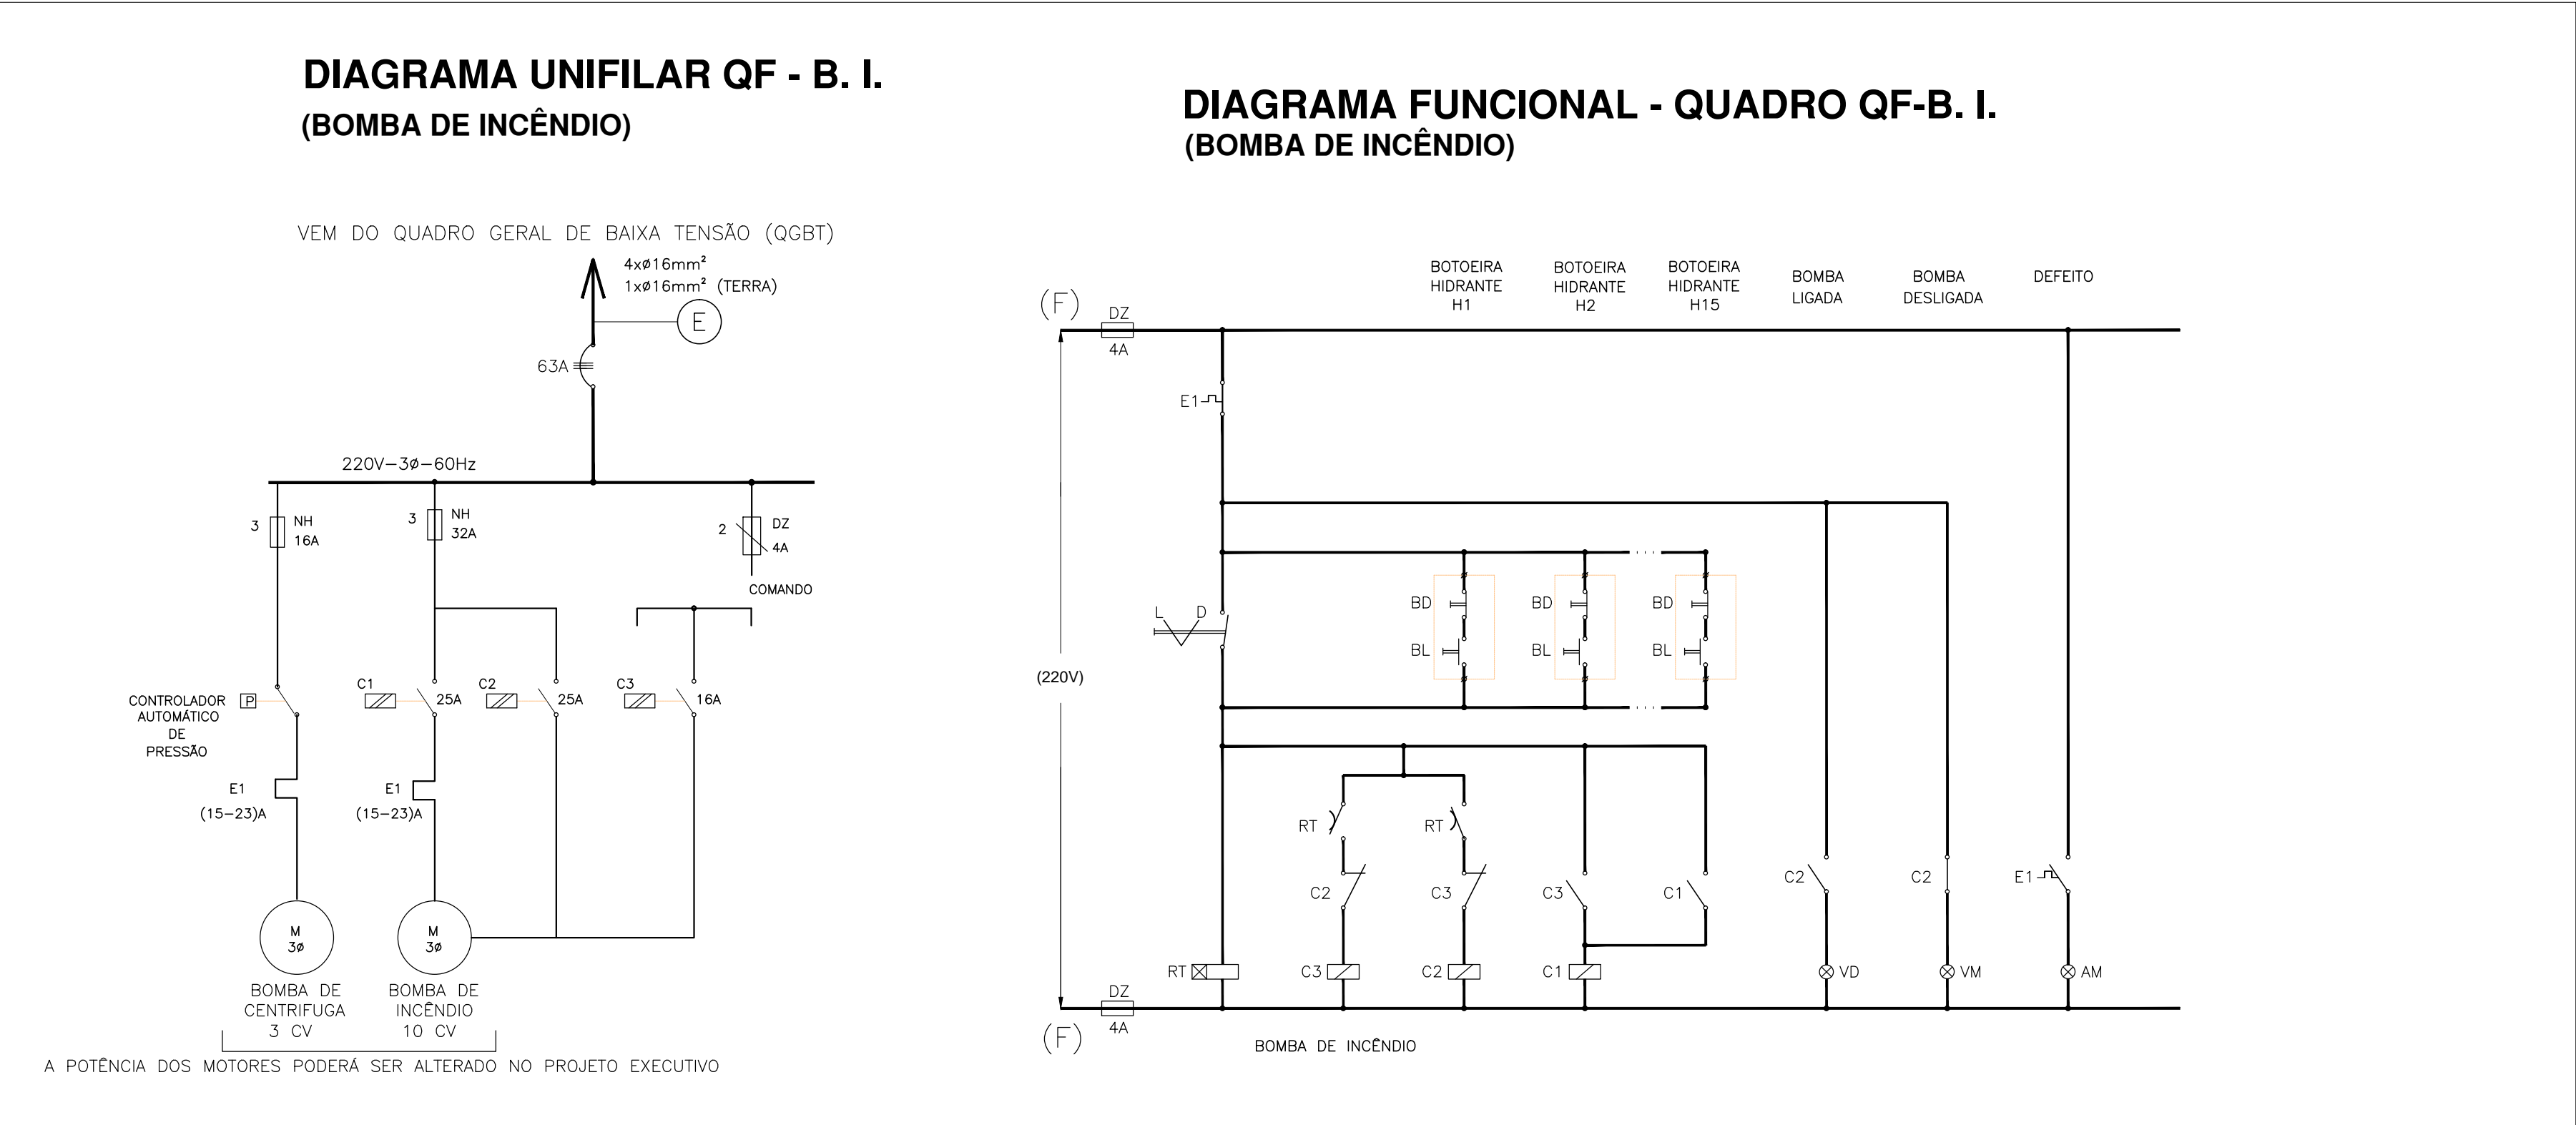 DIAGRAMA UNIFILAR QF - B. I.
(BOMBA DE INCÊNDIO)
VEM DO QUADRO GERAL DE BAIXA TENSÃO (QGBT)
4xø16mm²
1xø16mm² (TERRA)
E
63A
220V-3ø-60Hz
3
NH
16A
3
NH
32A
2
DZ
4A
COMANDO
CONTROLADOR
AUTOMÁTICO
DE
PRESSÃO
P
C1
25A
C2
25A
C3
16A
E1
(15-23)A
E1
(15-23)A
M
3ø
M
3ø
BOMBA DE
CENTRIFUGA
3 CV
BOMBA DE
INCÊNDIO
10 CV
A POTÊNCIA DOS MOTORES PODERÁ SER ALTERADO NO PROJETO EXECUTIVO
DIAGRAMA FUNCIONAL - QUADRO QF-B. I.
(BOMBA DE INCÊNDIO)
BOTOEIRA
HIDRANTE
H1
BOTOEIRA
HIDRANTE
H2
BOTOEIRA
HIDRANTE
H15
BOMBA
LIGADA
BOMBA
DESLIGADA
DEFEITO
(F)
DZ
4A
E1
L D
BD
BD
BD
BL
BL
BL
(220V)
RT
RT
C2
C3
C3
C1
C2
C2
E1
RT
C3
C2
C1
VD
VM
AM
(F)
DZ
4A
BOMBA DE INCÊNDIO